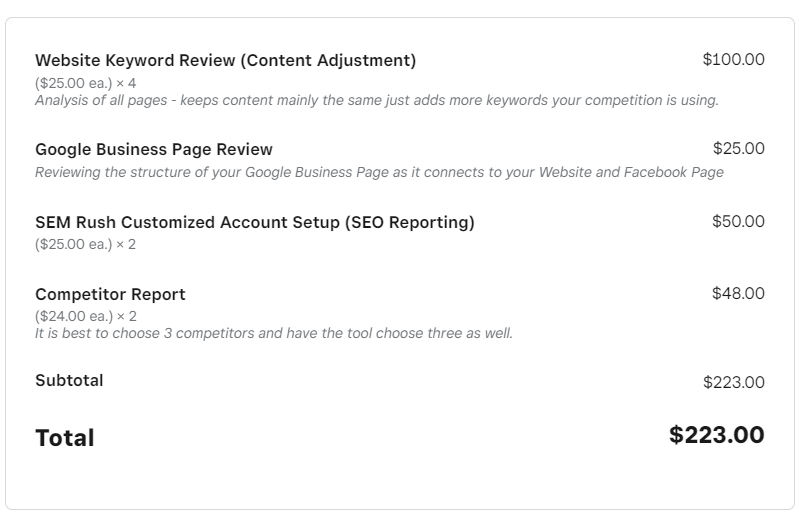 Website Keyword Review (Content Adjustment) $100.00
($25.00 ea.) × 4
Analysis of all pages - keeps content mainly the same just adds more keywords your competition is using.
Google Business Page Review $25.00
Reviewing the structure of your Google Business Page as it connects to your Website and Facebook Page
SEM Rush Customized Account Setup (SEO Reporting) $50.00
($25.00 ea.) × 2
Competitor Report $48.00
($24.00 ea.) × 2
It is best to choose 3 competitors and have the tool choose three as well.
Subtotal $223.00
Total $223.00